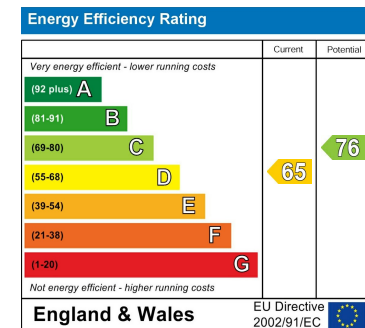 Energy Efficiency Rating
Current Potential
Very energy efficient - lower running costs
(92 plus) A
(81-91) B
(69-80) C
76
(55-68) D
65
(39-54) E
(21-38) F
(1-20) G
Not energy efficient - higher running costs
England & Wales
EU Directive
2002/91/EC